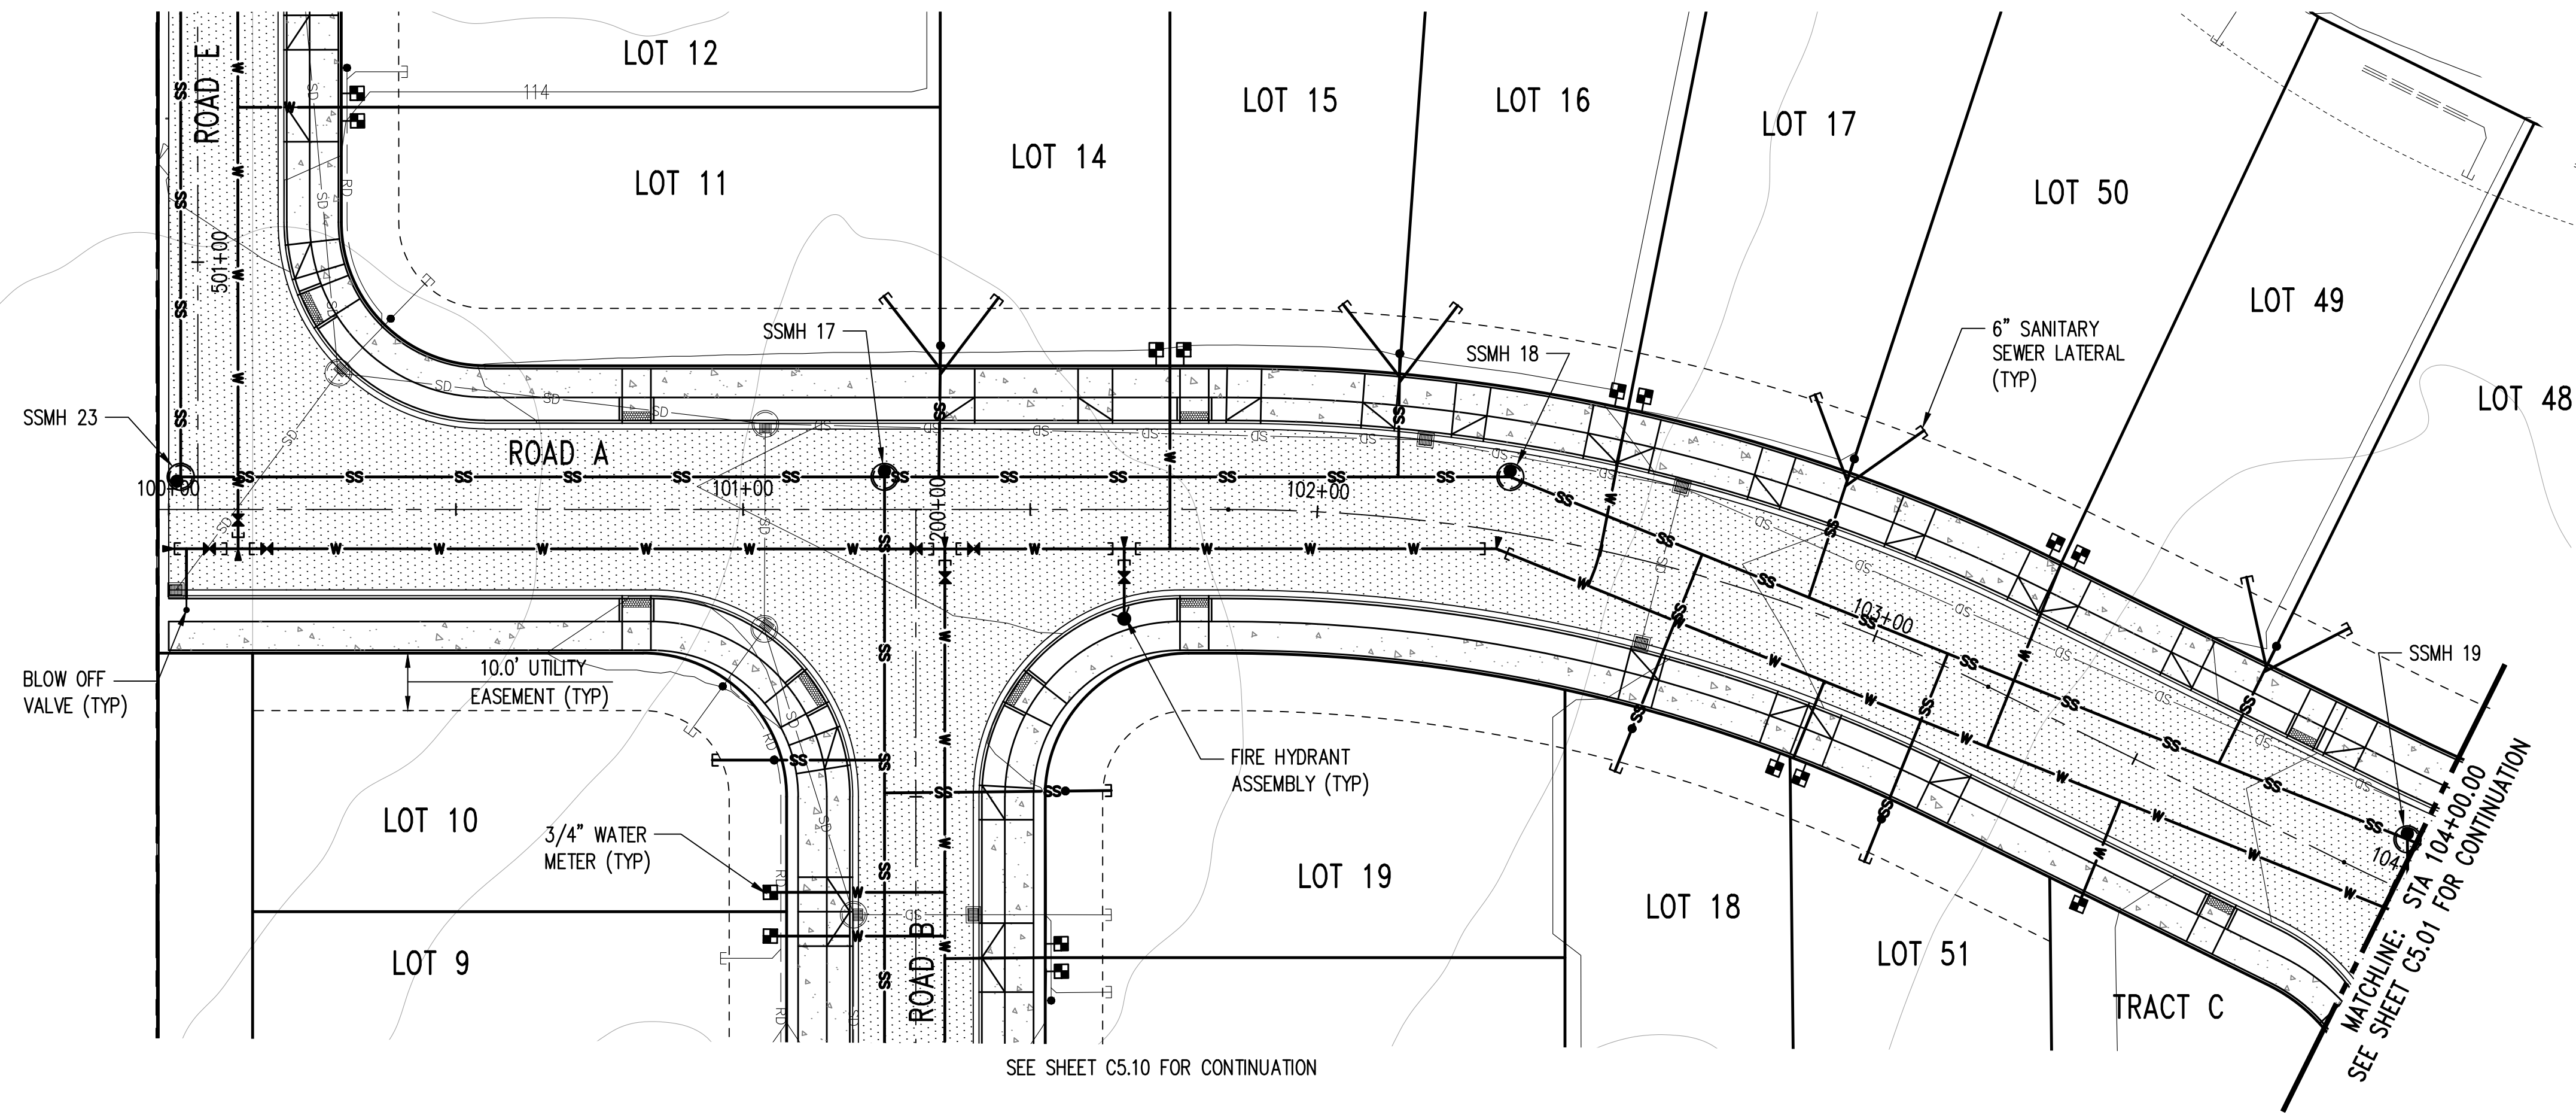 ROAD E
LOT 12
114
LOT 11
LOT 14
LOT 15
LOT 16
LOT 17
LOT 50
LOT 49
LOT 48
501+00
SSMH 17
SSMH 18
6" SANITARY
SEWER LATERAL
(TYP)
SSMH 23
ROAD A
100+00
101+00
200+00
102+00
103+00
SSMH 19
BLOW OFF
VALVE (TYP)
10.0' UTILITY
EASEMENT (TYP)
FIRE HYDRANT
ASSEMBLY (TYP)
LOT 10
3/4" WATER
METER (TYP)
LOT 9
ROAD B
LOT 19
LOT 18
LOT 51
TRACT C
104
MATCHLINE: STA 104+00.00
SEE SHEET C5.01 FOR CONTINUATION
SEE SHEET C5.10 FOR CONTINUATION
SS
W
SD
RD